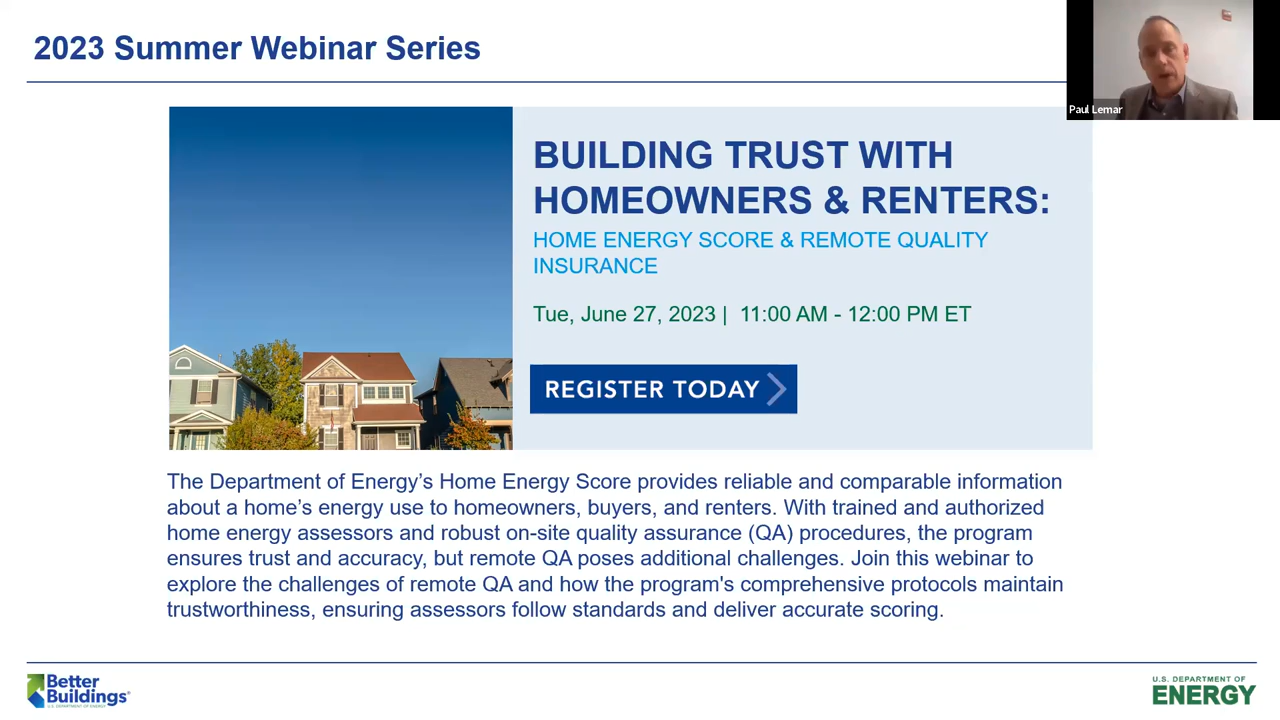 2023 Summer Webinar Series
Paul Lemar
BUILDING TRUST WITH
HOMEOWNERS & RENTERS:
HOME ENERGY SCORE & REMOTE QUALITY
INSURANCE
Tue, June 27, 2023 | 11:00 AM - 12:00 PM ET
REGISTER TODAY
The Department of Energy’s Home Energy Score provides reliable and comparable information
about a home’s energy use to homeowners, buyers, and renters. With trained and authorized
home energy assessors and robust on-site quality assurance (QA) procedures, the program
ensures trust and accuracy, but remote QA poses additional challenges. Join this webinar to
explore the challenges of remote QA and how the program's comprehensive protocols maintain
trustworthiness, ensuring assessors follow standards and deliver accurate scoring.
Better
Buildings®
U.S. DEPARTMENT OF ENERGY
U.S. DEPARTMENT OF
ENERGY